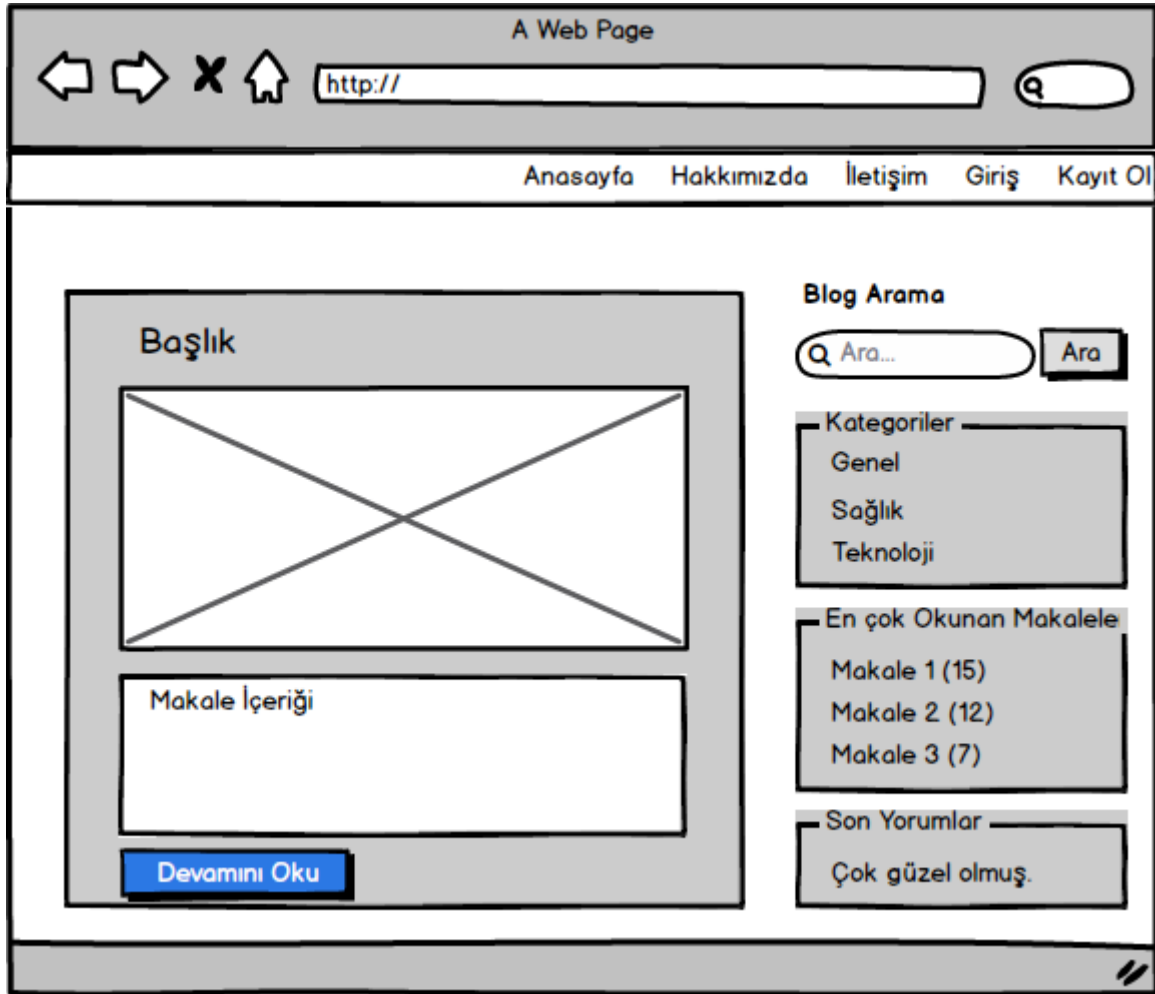 A Web Page
http://
Anasayfa Hakkımızda İletişim Giriş Kayıt Ol
Başlık
Makale İçeriği
Devamını Oku
Blog Arama
Ara... Ara
Kategoriler
Genel
Sağlık
Teknoloji
En çok Okunan Makalele
Makale 1 (15)
Makale 2 (12)
Makale 3 (7)
Son Yorumlar
Çok güzel olmuş.